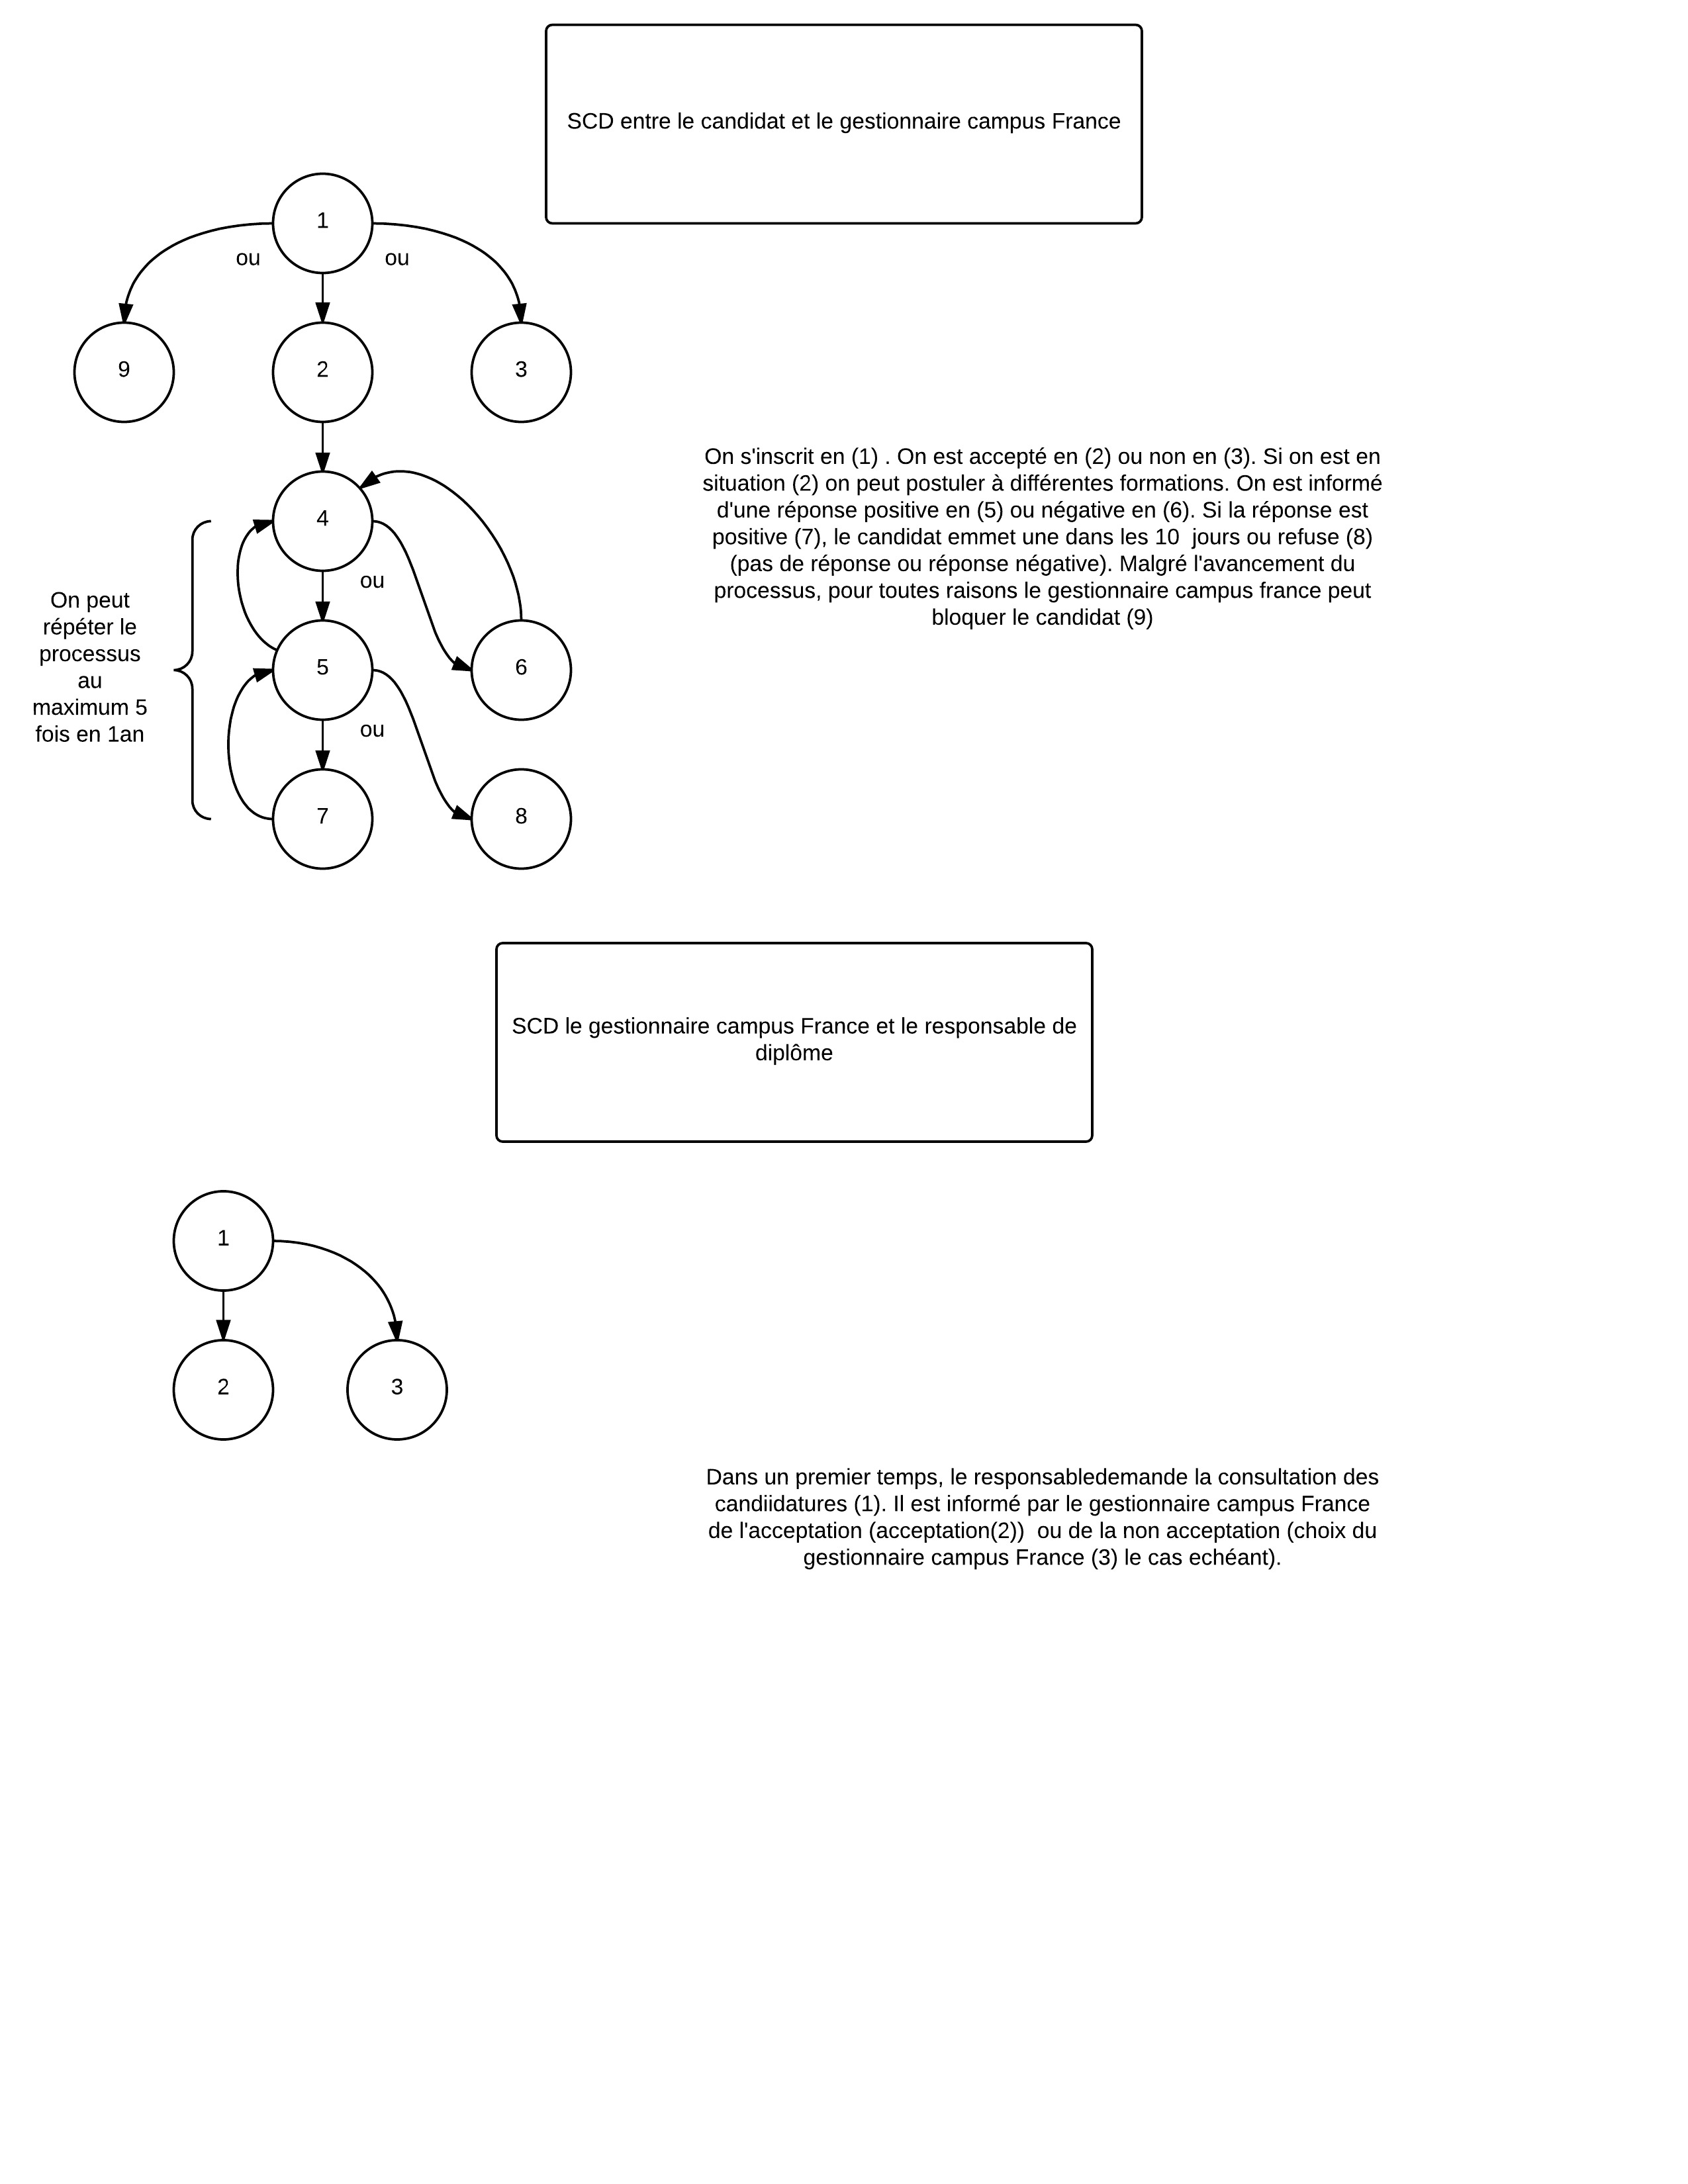 SCD entre le candidat et le gestionnaire campus France
1
ou
ou
9
2
3
On s'inscrit en (1) . On est accepté en (2) ou non en (3). Si on est en
situation (2) on peut postuler à différentes formations. On est informé
d'une réponse positive en (5) ou négative en (6). Si la réponse est
positive (7), le candidat emmet une dans les 10  jours ou refuse (8)
(pas de réponse ou réponse négative). Malgré l'avancement du
processus, pour toutes raisons le gestionnaire campus france peut
bloquer le candidat (9)
4
ou
On peut
répéter le
processus
au
maximum 5
fois en 1an
5
6
ou
7
8
SCD le gestionnaire campus France et le responsable de
diplôme
1
2
3
Dans un premier temps, le responsabledemande la consultation des
candiidatures (1). Il est informé par le gestionnaire campus France
de l'acceptation (acceptation(2))  ou de la non acceptation (choix du
gestionnaire campus France (3) le cas echéant).